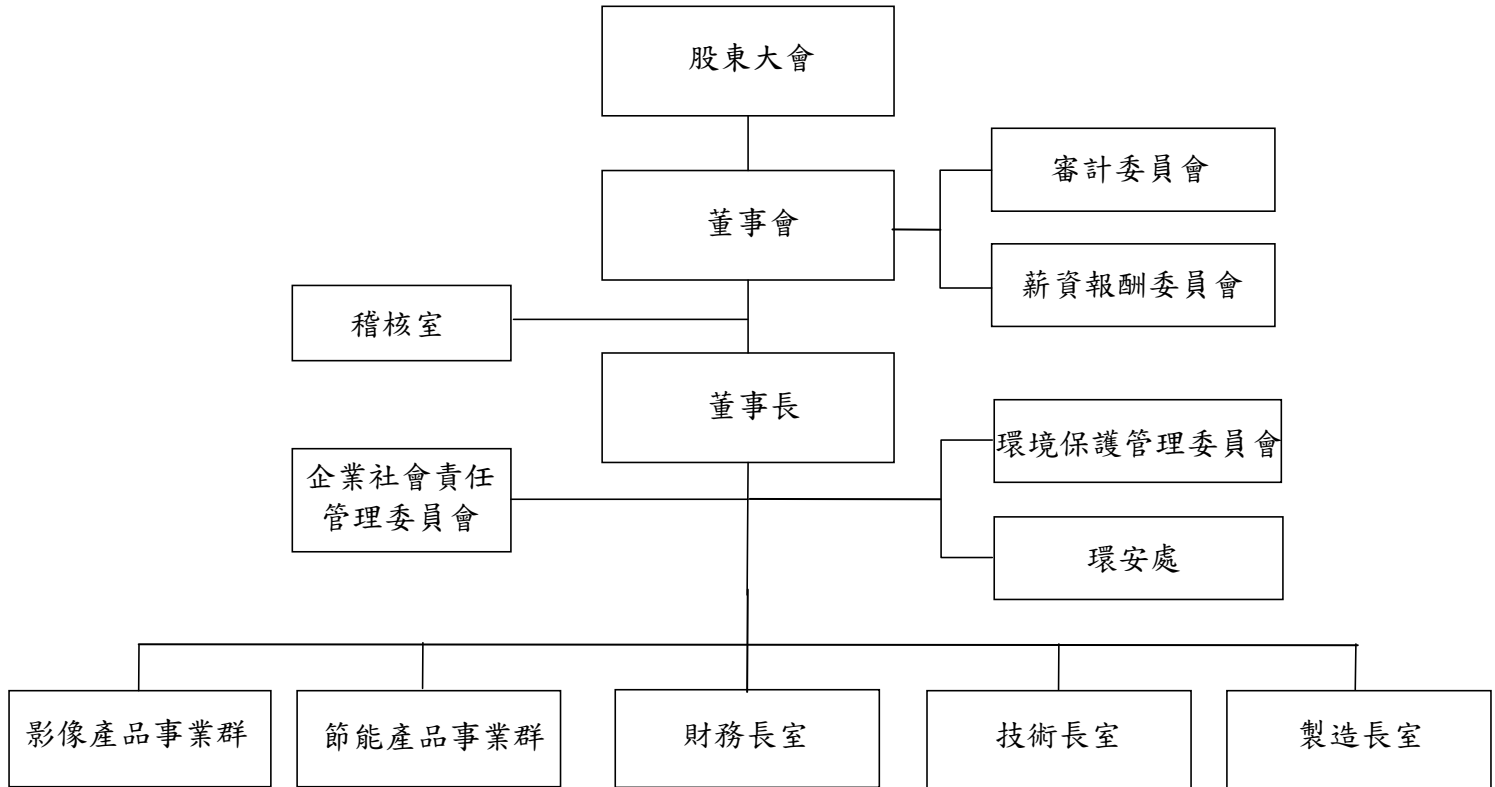 股東大會
審計委員會
董事會
薪資報酬委員會
稽核室
董事長
環境保護管理委員會
企業社會責任
管理委員會
環安處
影像產品事業群
節能產品事業群
財務長室
技術長室
製造長室